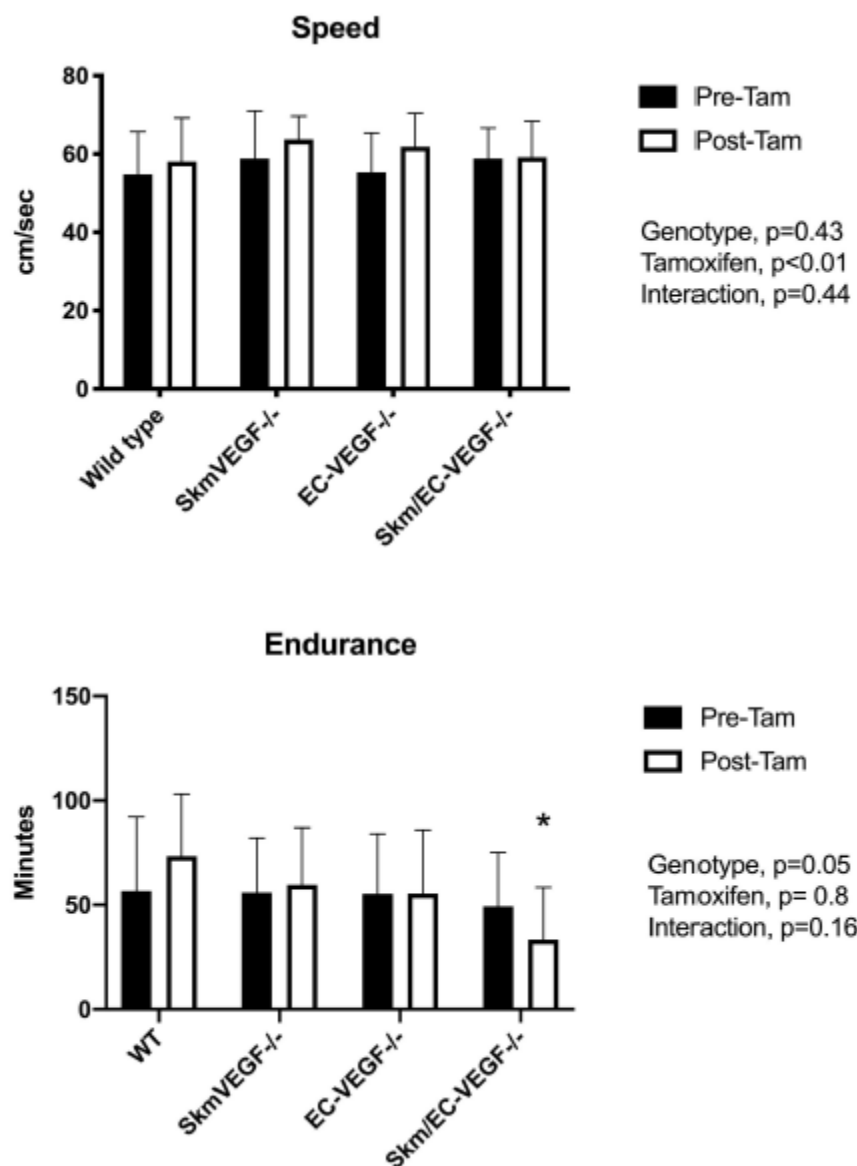 Speed
80
60
40
20
0
cm/sec
Wild type
SkmVEGF-/-
EC-VEGF-/-
Skm/EC-VEGF-/-
Pre-Tam
Post-Tam
Genotype, p=0.43
Tamoxifen, p<0.01
Interaction, p=0.44
Endurance
150
100
50
0
Minutes
*
WT
SkmVEGF-/-
EC-VEGF-/-
Skm/EC-VEGF-/-
Pre-Tam
Post-Tam
Genotype, p=0.05
Tamoxifen, p= 0.8
Interaction, p=0.16